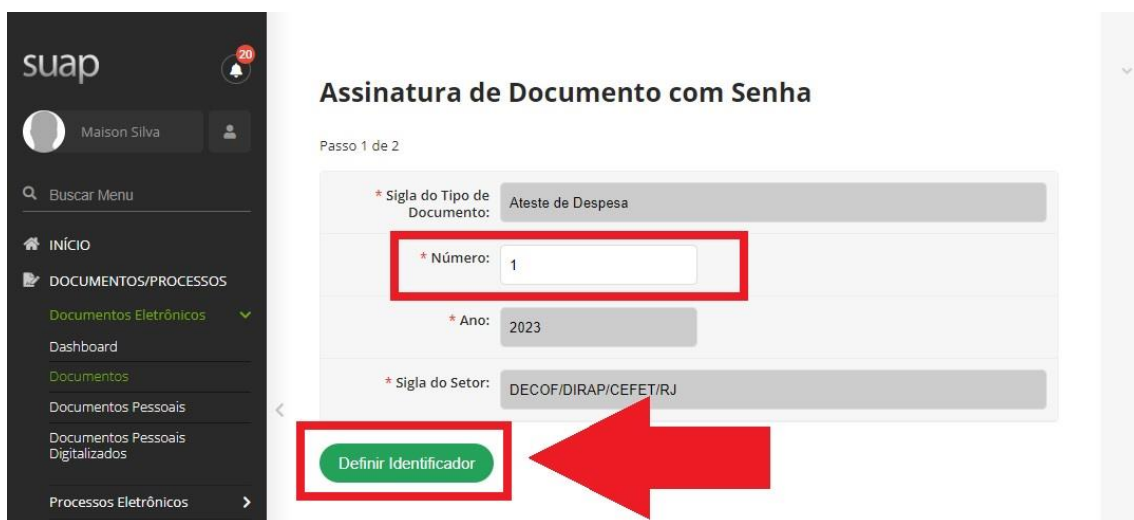 suap
20
Maison Silva
Buscar Menu
INÍCIO
DOCUMENTOS/PROCESSOS
Documentos Eletrônicos
Dashboard
Documentos
Documentos Pessoais
Documentos Pessoais
Digitalizados
Processos Eletrônicos
Assinatura de Documento com Senha
Passo 1 de 2
* Sigla do Tipo de
Documento:
Ateste de Despesa
* Número:
1
* Ano:
2023
* Sigla do Setor:
DECOF/DIRAP/CEFET/RJ
Definir Identificador